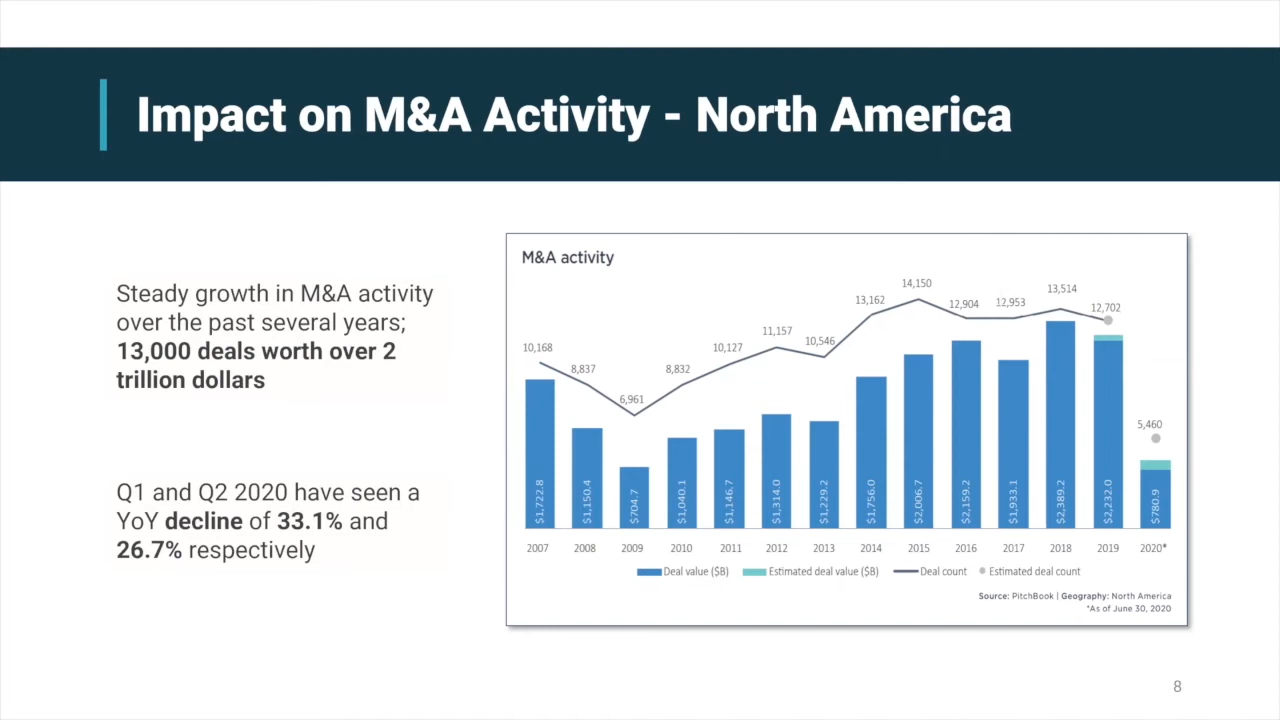 Impact on M&A Activity - North America
Steady growth in M&A activity
over the past several years;
13,000 deals worth over 2
trillion dollars
Q1 and Q2 2020 have seen a
YoY decline of 33.1% and
26.7% respectively
M&A activity
10,168
8,837
6,961
8,832
10,127
11,157
10,546
13,162
14,150
12,904
12,953
13,514
12,702
5,460
$1,722.8
$1,150.4
$704.7
$1,040.1
$1,146.7
$1,314.0
$1,229.2
$1,756.0
$2,006.7
$2,159.2
$1,933.1
$2,389.2
$2,232.0
$780.9
2007 2008 2009 2010 2011 2012 2013 2014 2015 2016 2017 2018 2019 2020*
Deal value ($B) Estimated deal value ($B) Deal count Estimated deal count
Source: PitchBook | Geography: North America
*As of June 30, 2020
8